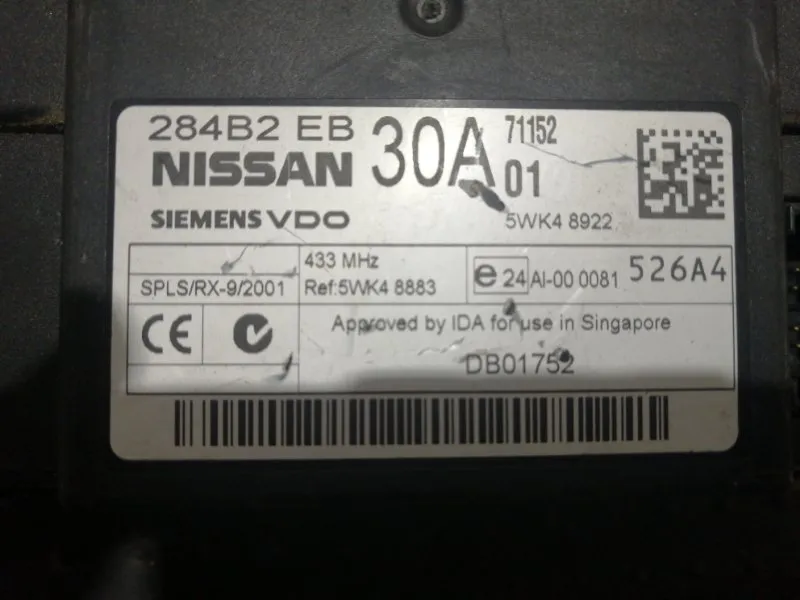 284B2 EB 30A 71152
NISSAN 01
SIEMENS VDO 5WK4 8922
433 MHz
SPLS/RX-9/2001 Ref:5WK4 8883 e 24 AI-00 0081 526A4
CE Approved by IDA for use in Singapore
DB01752